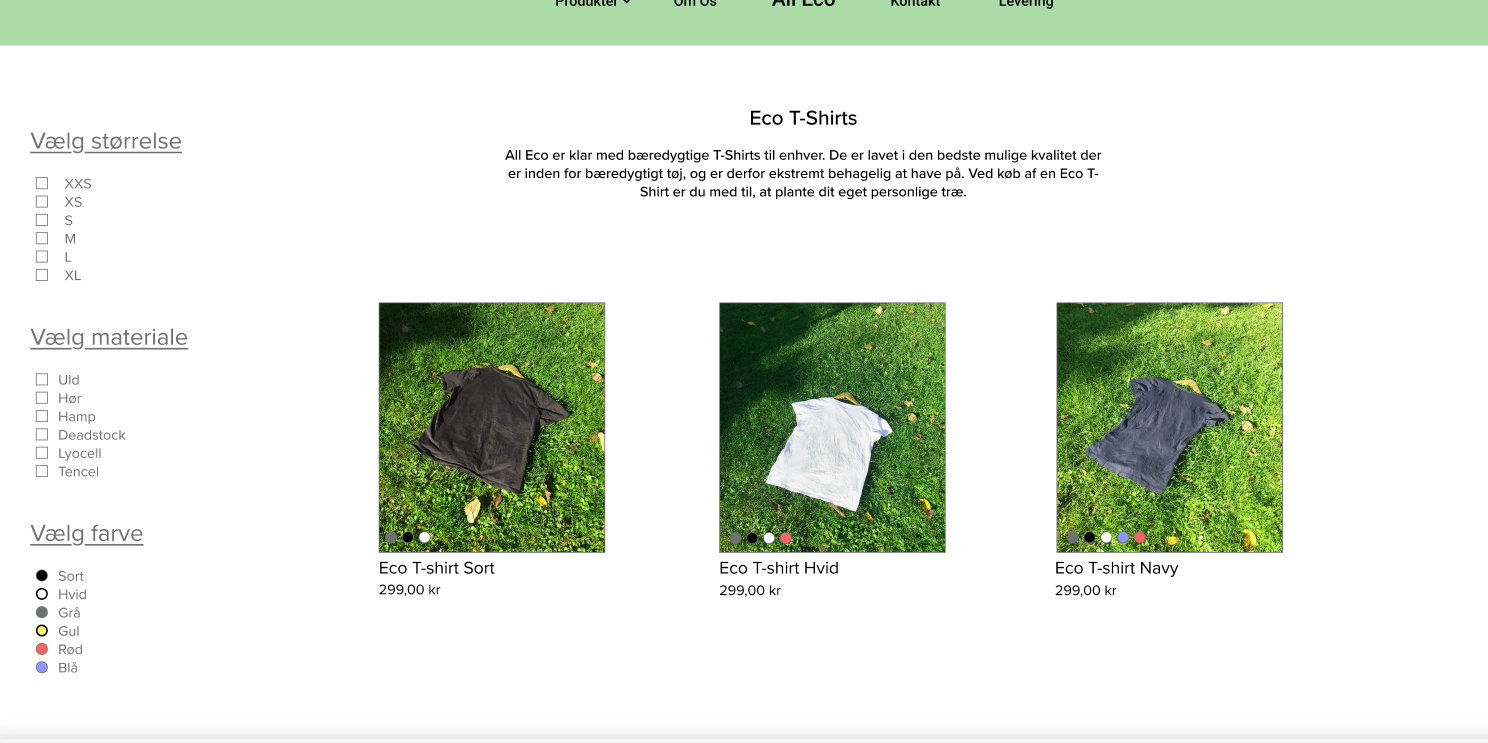 Produkter Om Os All Eco Kontakt Levering
Vælg størrelse
XXS
XS
S
M
L
XL
Vælg materiale
Uld
Hør
Hamp
Deadstock
Lyocell
Tencel
Vælg farve
Sort
Hvid
Grå
Gul
Rød
Blå
Eco T-Shirts
All Eco er klar med bæredygtige T-Shirts til enhver. De er lavet i den bedste mulige kvalitet der
er inden for bæredygtigt tøj, og er derfor ekstremt behagelig at have på. Ved køb af en Eco T-
Shirt er du med til, at plante dit eget personlige træ.
Eco T-shirt Sort
299,00 kr
Eco T-shirt Hvid
299,00 kr
Eco T-shirt Navy
299,00 kr